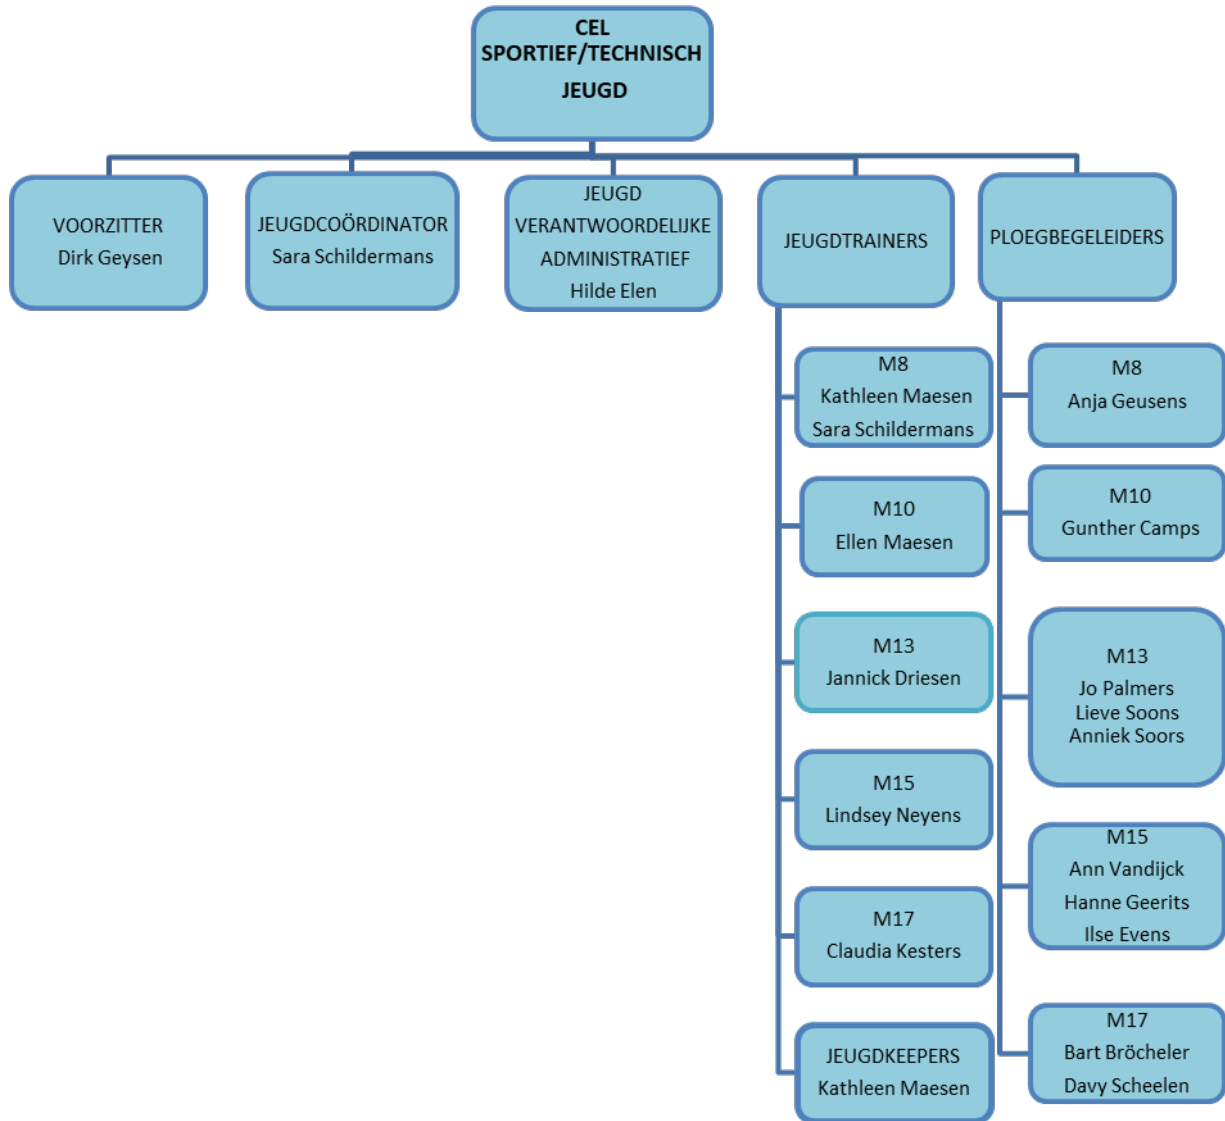 CEL
SPORTIEF/TECHNISCH
JEUGD
VOORZITTER
Dirk Geysen
JEUGDCOÖRDINATOR
Sara Schildermans
JEUGD
VERANTWOORDELIJKE
ADMINISTRATIEF
Hilde Elen
JEUGDTRAINERS
PLOEGBEGELEIDERS
M8
Kathleen Maesen
Sara Schildermans
M10
Ellen Maesen
M13
Jannick Driesen
M15
Lindsey Neyens
M17
Claudia Kesters
JEUGDKEEPERS
Kathleen Maesen
M8
Anja Geusens
M10
Gunther Camps
M13
Jo Palmers
Lieve Soons
Anniek Soors
M15
Ann Vandijck
Hanne Geerits
Ilse Evens
M17
Bart Bröcheler
Davy Scheelen